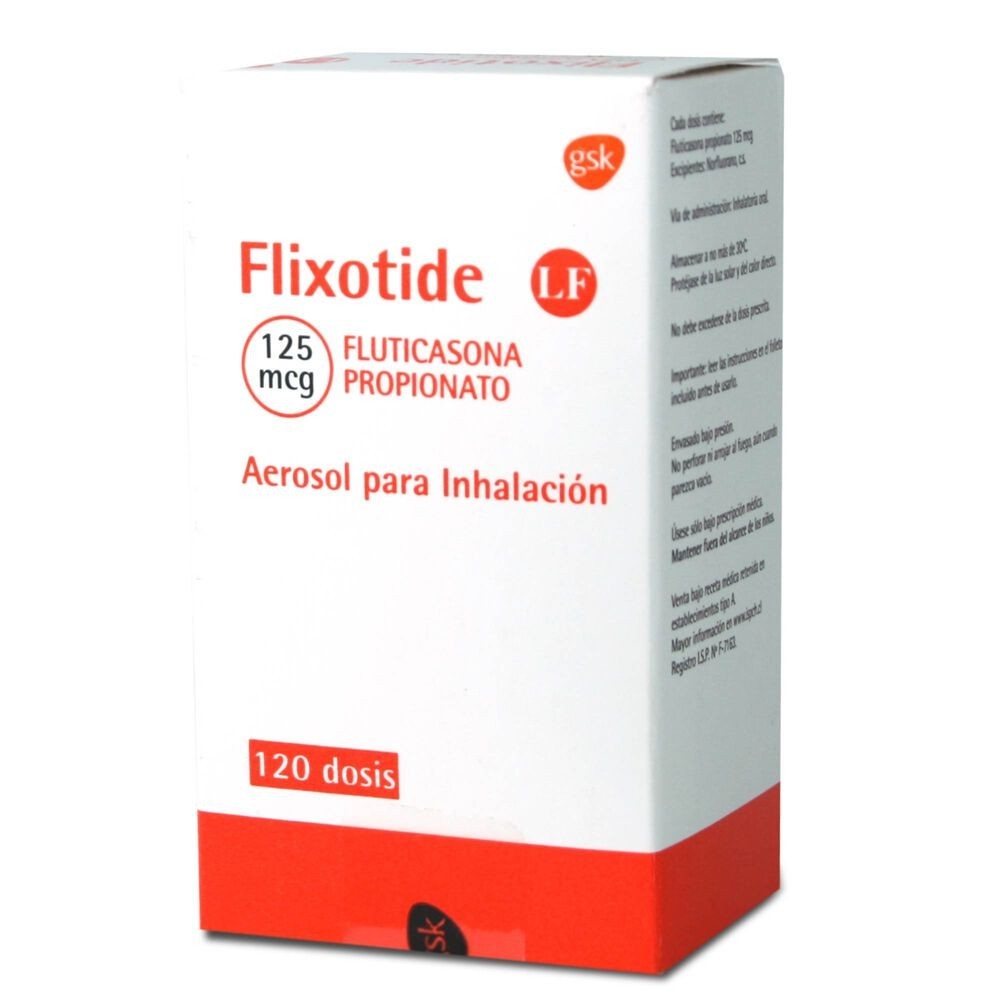 Flixotide
gsk
Flixotide LF
125 mcg
FLUTICASONA
PROPIONATO
Aerosol para Inhalación
120 dosis
gsk
Cada dosis contiene:
Fluticasona propionato 125 mcg
Excipientes: Norfluorano, c.s.
Vía de administración: Inhalatoria oral.
Almacenar a no más de 30°C.
Protéjase de la luz solar y del calor directo.
No debe excederse de la dosis prescrita.
Importante: leer las instrucciones en el folleto
incluido antes de usarlo.
Envasado bajo presión.
No perforar ni arrojar al fuego, aún cuando
parezca vacío.
Úsese sólo bajo prescripción médica.
Mantener fuera del alcance de los niños.
Venta bajo receta médica retenida en
establecimientos tipo A.
Mayor información en www.ispch.cl
Registro I.S.P. Nº F-7163.